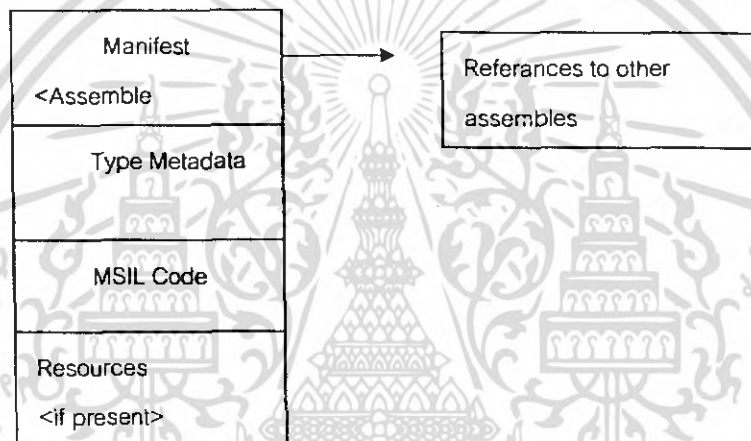 Manifest
<Assemble
Type Metadata
MSIL Code
Resources
<if present>
Referances to other
assembles